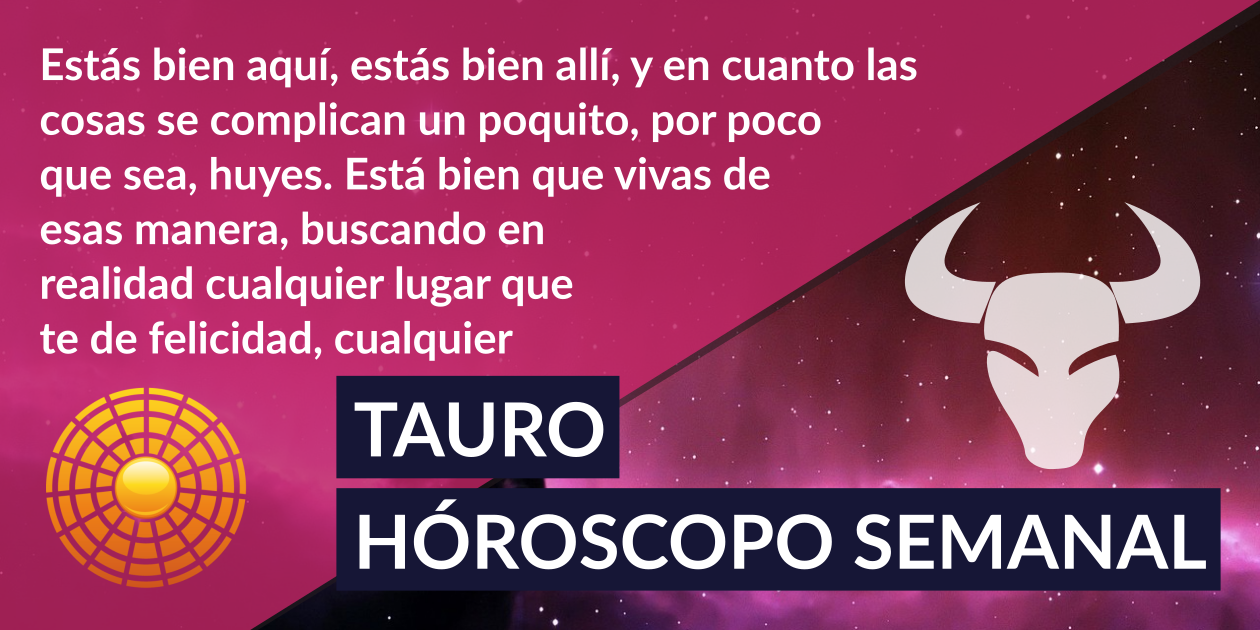 Estás bien aquí, estás bien allí, y en cuanto las
cosas se complican un poquito, por poco
que sea, huyes. Está bien que vivas de
esas manera, buscando en
realidad cualquier lugar que
te de felicidad, cualquier
TAURO
HÓROSCOPO SEMANAL